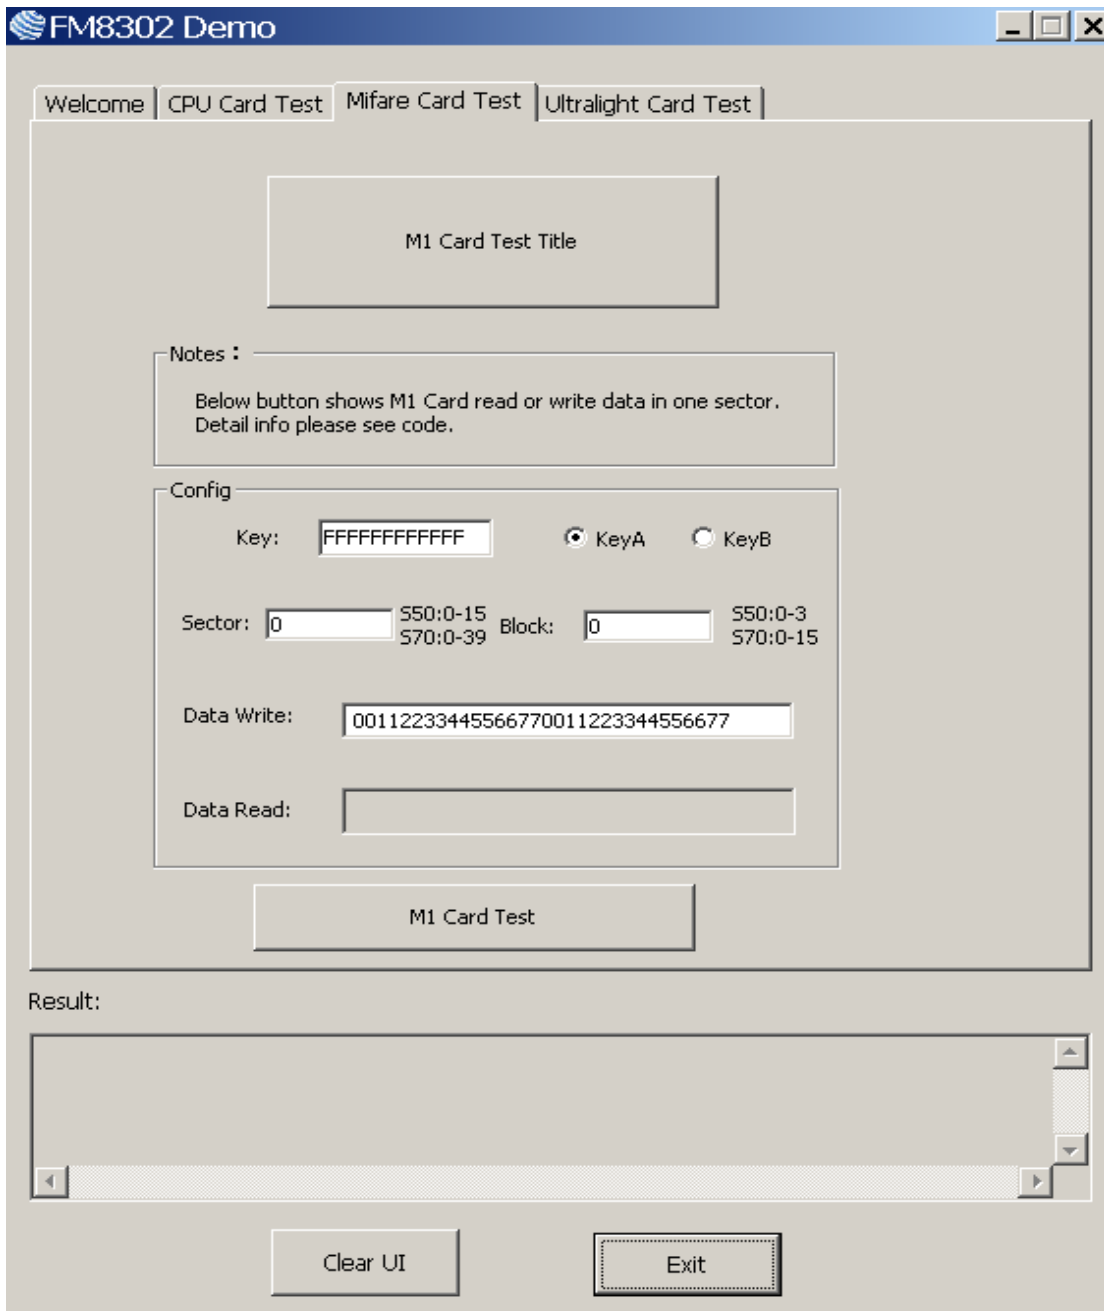 FM8302 Demo
Welcome
CPU Card Test
Mifare Card Test
Ultralight Card Test
M1 Card Test Title
Notes：
Below button shows M1 Card read or write data in one sector.
Detail info please see code.
Config
Key:
FFFFFFFFFFFF
KeyA
KeyB
Sector:
0
S50:0-15
S70:0-39
Block:
0
S50:0-3
S70:0-15
Data Write:
00112233445566770011223344556677
Data Read:
M1 Card Test
Result:
Clear UI
Exit